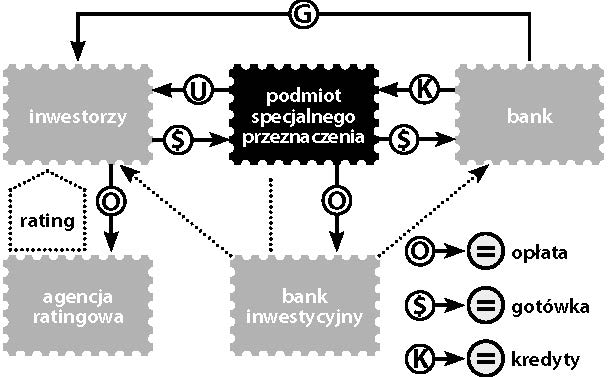 G
inwestorzy
U
$
podmiot
specjalnego
przeznaczenia
K
$
bank
rating
O
O
agencja
ratingowa
bank
inwestycyjny
O = opłata
$ = gotówka
K = kredyty